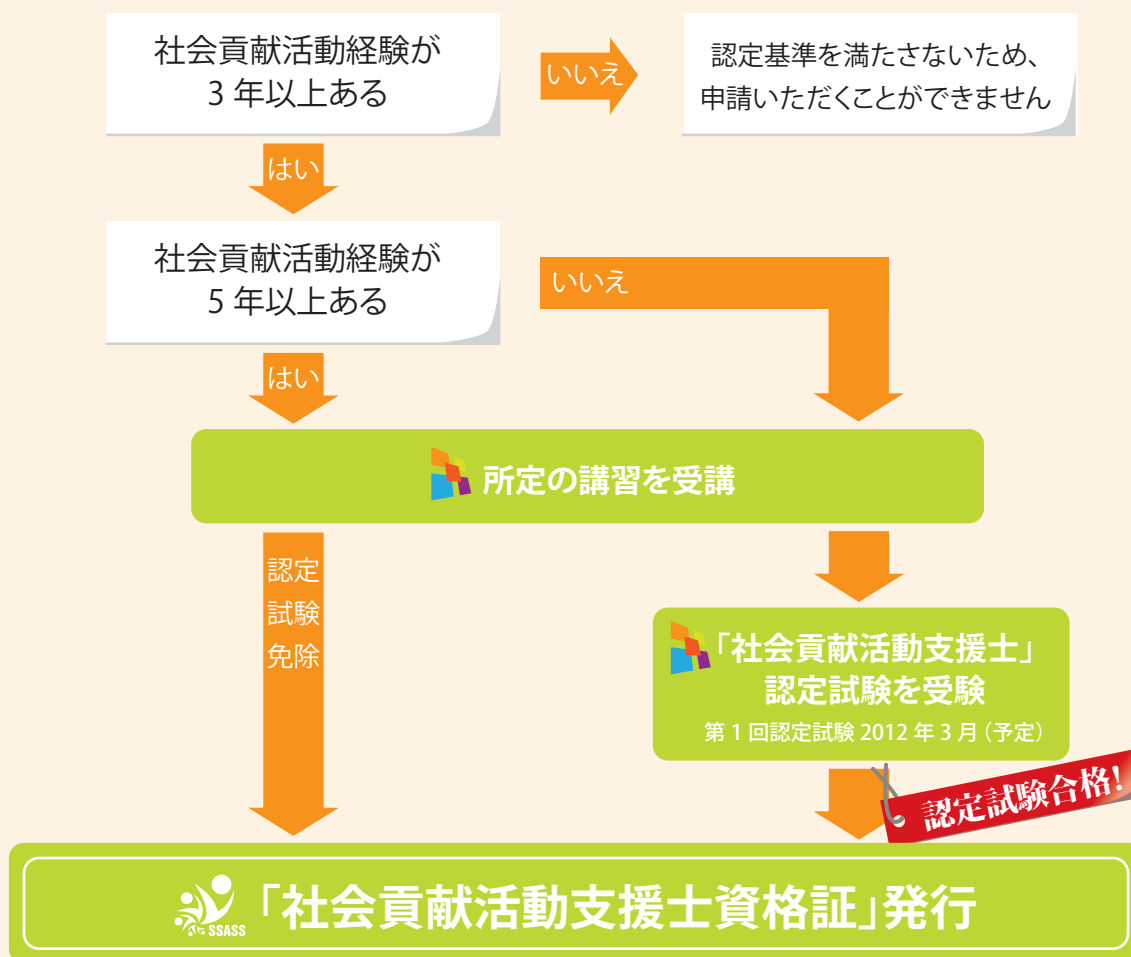 社会貢献活動経験が
3 年以上ある
いいえ
認定基準を満たさないため、
申請いただくことができません
はい
社会貢献活動経験が
5 年以上ある
いいえ
はい
所定の講習を受講
認定
試験
免除
「社会貢献活動支援士」
認定試験を受験
第 1 回認定試験 2012 年 3 月（予定）
認定試験合格!
SSASS
「社会貢献活動支援士資格証」発行